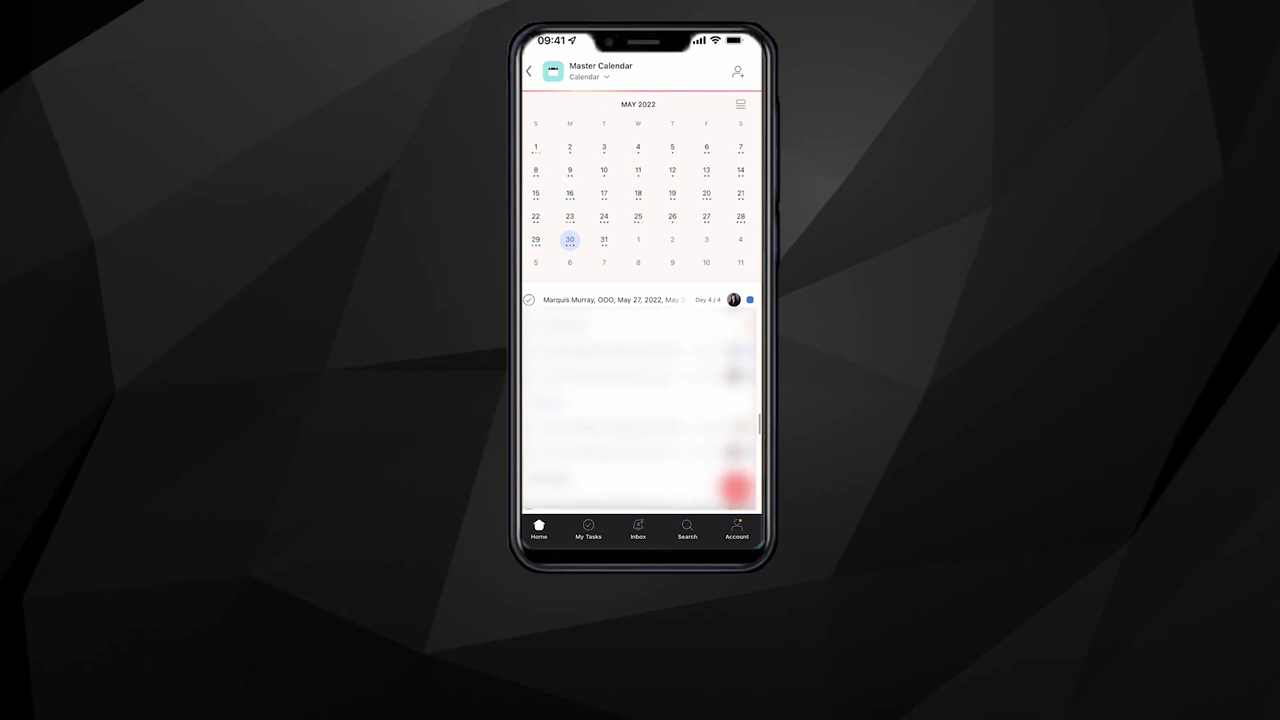 09:41
Master Calendar
Calendar
MAY 2022
S M T W T F S
1 2 3 4 5 6 7
8 9 10 11 12 13 14
15 16 17 18 19 20 21
22 23 24 25 26 27 28
29 30 31 1 2 3 4
5 6 7 8 9 10 11
Marquis Murray, OOO, May 27, 2022, May Day 4 / 4
Home My Tasks Inbox Search Account